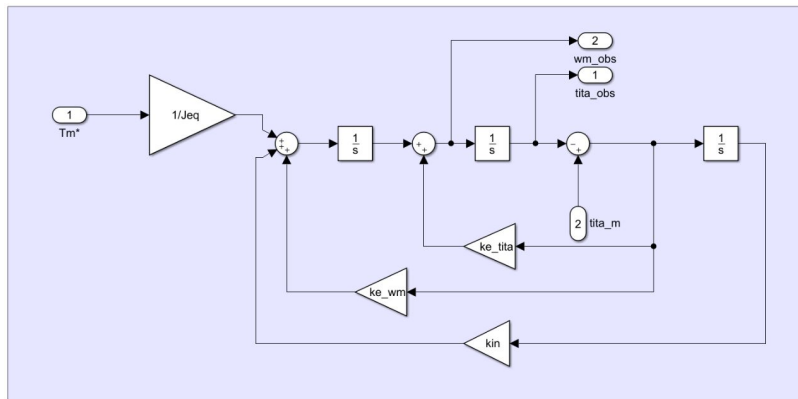 2
wm_obs
1
tita_obs
1
Tm*
1/Jeq
+
+
+
1
s
+
+
1
s
−
+
1
s
2
tita_m
ke_tita
ke_wm
kin